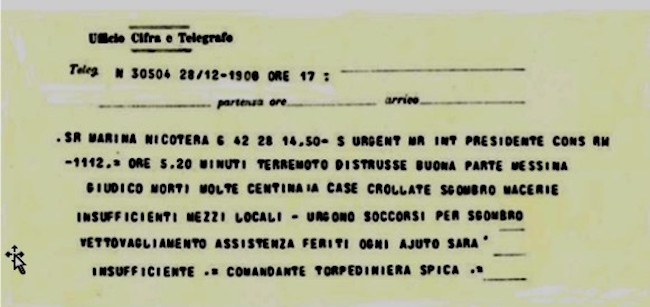 Ufficio Cifra e Telegrafo
Teleg. N 30504 28/12-1908 ORE 17 :
partenza ore arrivo
.SR MARINA NICOTERA 6 42 28 14.50- S URGENT MR INT PRESIDENTE CONS RM
-1112.= ORE 5.20 MINUTI TERREMOTO DISTRUSSE BUONA PARTE MESSINA
GIUDICO MORTI MOLTE CENTINAIA CASE CROLLATE SGOMBRO MACERIE
INSUFFICIENTI MEZZI LOCALI - URGONO SOCCORSI PER SGOMBRO
VETTOVAGLIAMENTO ASSISTENZA FERITI OGNI AJUTO SARA'
INSUFFICIENTE .= COMANDANTE TORPEDINIERA SPICA .=